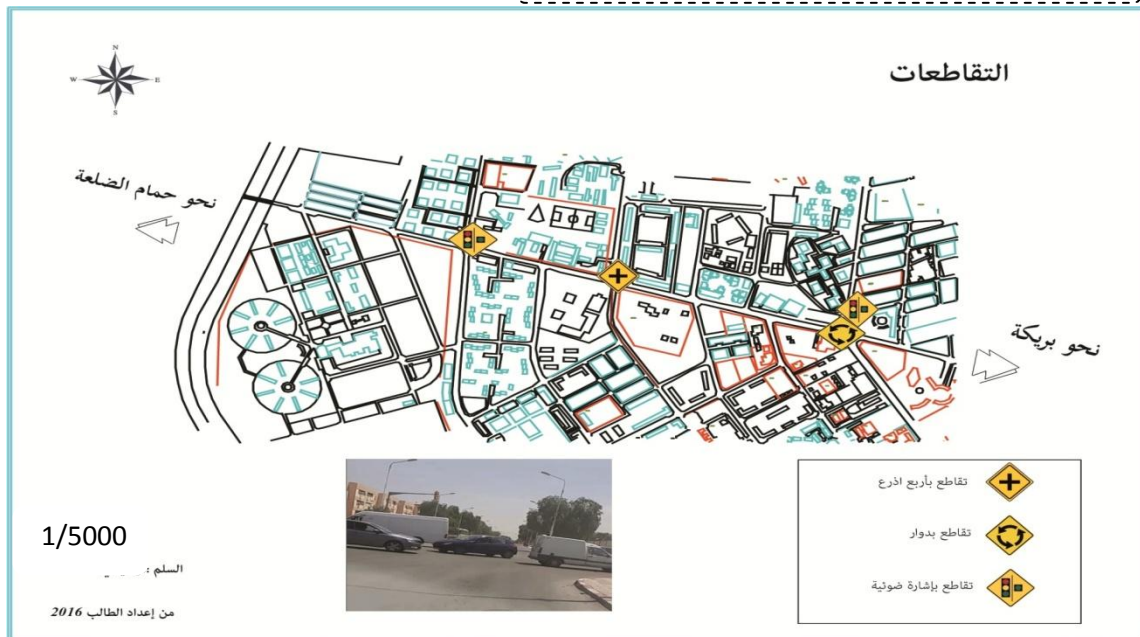 التقاطعات
N
W
E
S
نحو حمام الضلعة
نحو بريكة
تقاطع بأربع اذرع
تقاطع بدوار
تقاطع بإشارة ضوئية
1/5000
السلم :
من إعداد الطالب 2016